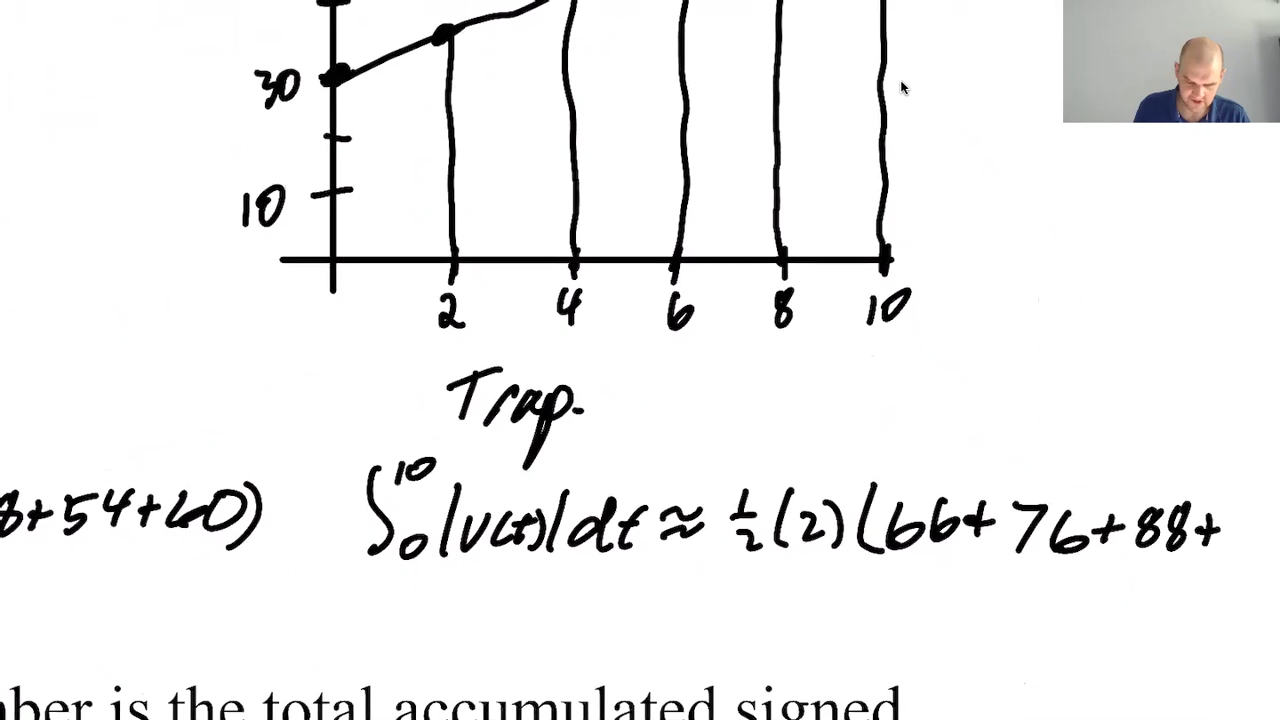 30
10
2 4 6 8 10
Trap.
8+54+60) ∫₀¹⁰ |v(t)| dt ≈ ½ (2) (66+ 76+88+
is the total accumulated signed